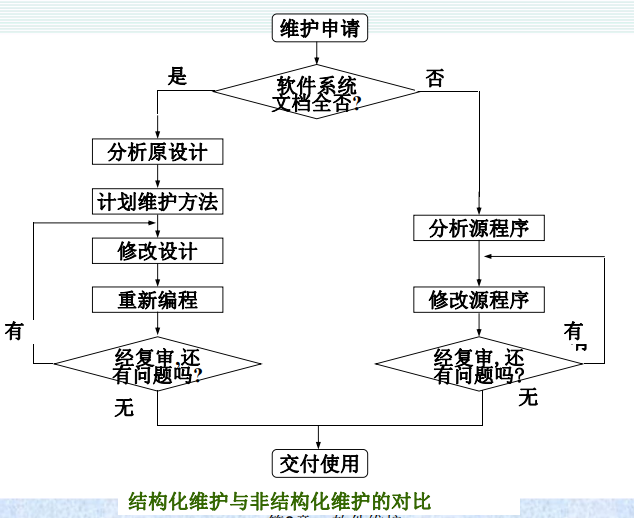 维护申请
是
软件系统
文档全否?
否
分析原设计
计划维护方法
修改设计
重新编程
有
经复审,还
有问题吗?
无
分析源程序
修改源程序
有
经复审,还
有问题吗?
无
交付使用
结构化维护与非结构化维护的对比